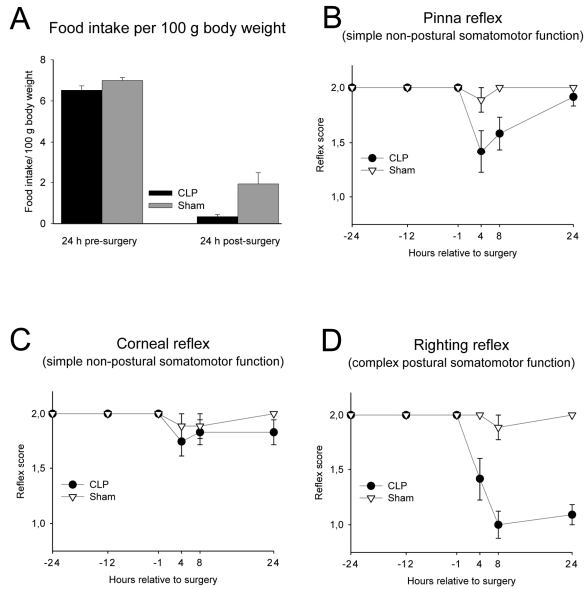 A
Food intake per 100 g body weight
Food intake/ 100 g body weight
8
6
4
2
0
CLP
Sham
24 h pre-surgery
24 h post-surgery
B
Pinna reflex
(simple non-postural somatomotor function)
Reflex score
2,0
1,5
1,0
CLP
Sham
-24
-12
-1
4
8
24
Hours relative to surgery
C
Corneal reflex
(simple non-postural somatomotor function)
Reflex score
2,0
1,5
1,0
CLP
Sham
-24
-12
-1
4
8
24
Hours relative to surgery
D
Righting reflex
(complex postural somatomotor function)
Reflex score
2,0
1,5
1,0
CLP
Sham
-24
-12
-1
4
8
24
Hours relative to surgery